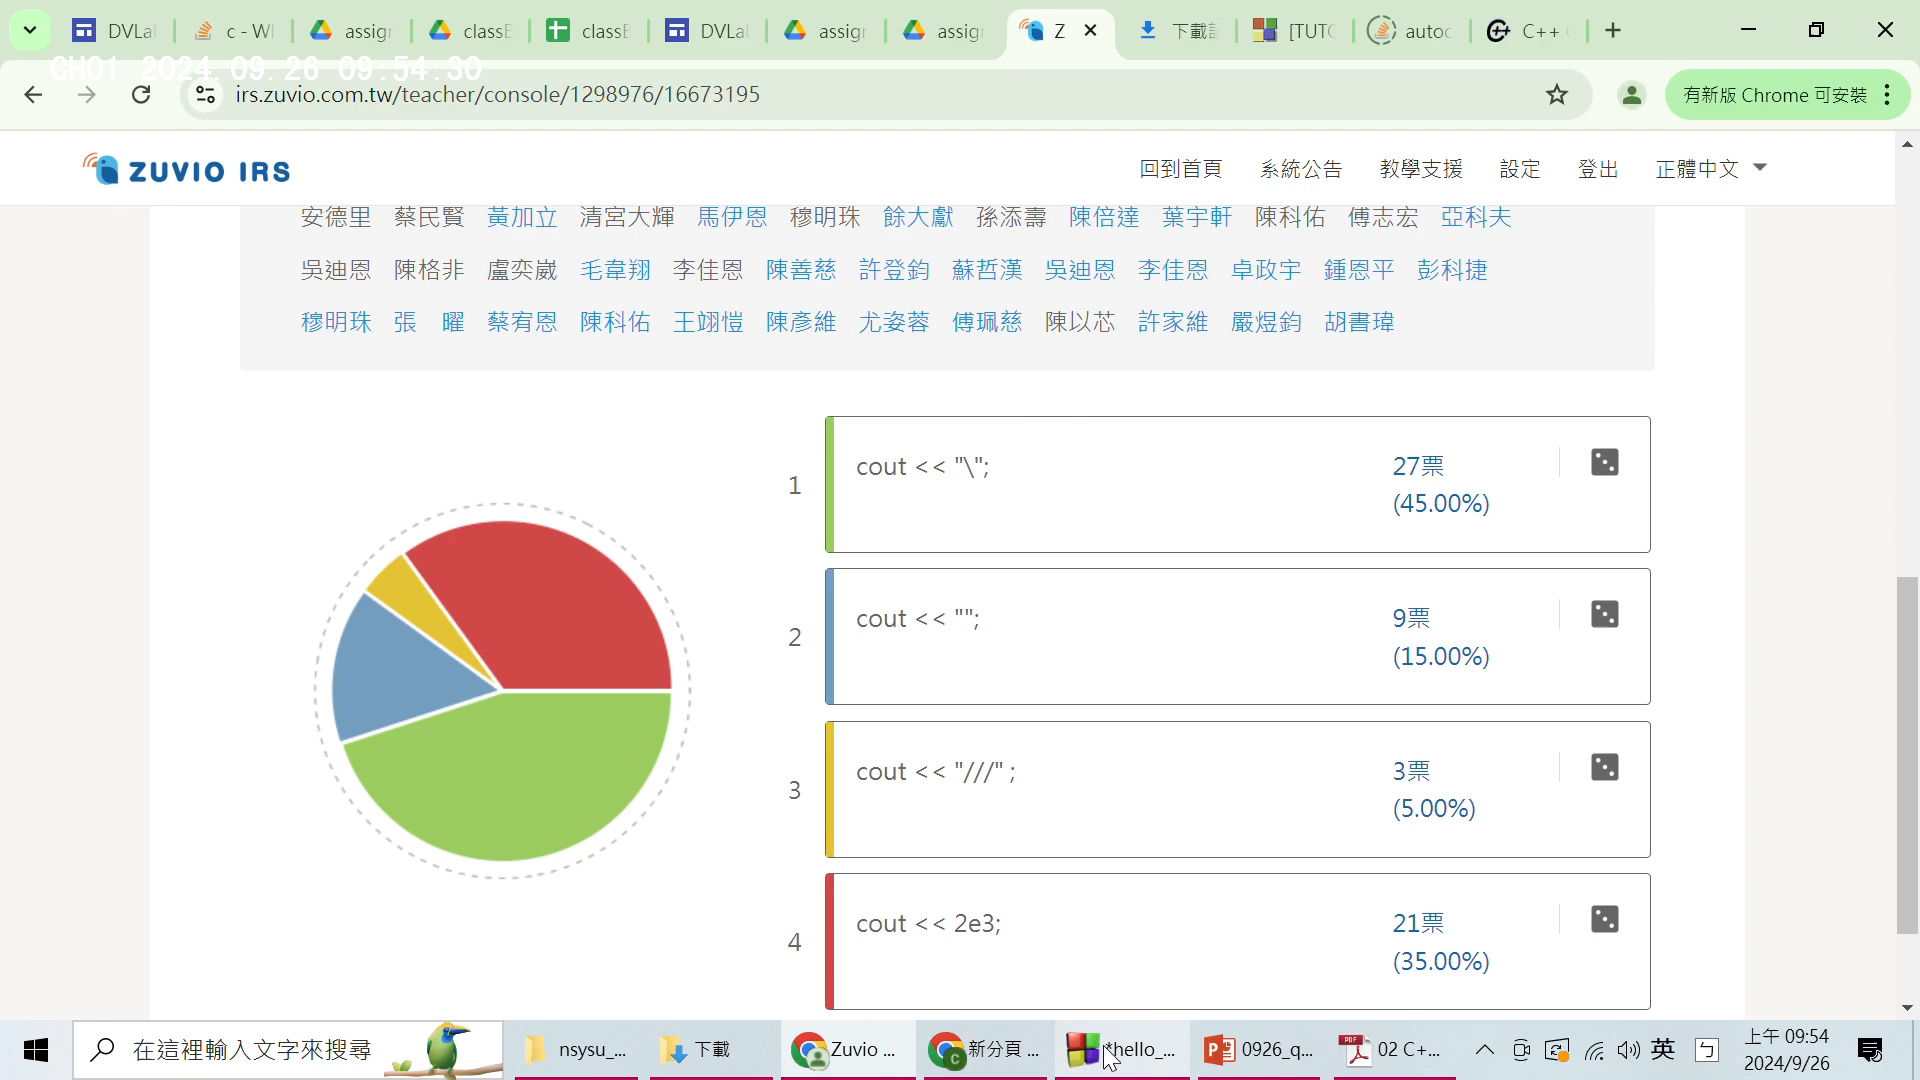 DVLa
c - W
assig
classE
classE
DVLa
assig
assig
Z
下載
[TUTO
autoc
C++
CH01 2024.09.26 09:54:30
irs.zuvio.com.tw/teacher/console/1298976/16673195
有新版 Chrome 可安裝
ZUVIO IRS
回到首頁 系統公告 教學支援 設定 登出 正體中文
安德里 蔡民賢 黃加立 清宮大輝 馬伊恩 穆明珠 餘大獻 孫添壽 陳倍達 葉宇軒 陳科佑 傅志宏 亞科夫
吳迪恩 陳格非 盧奕崴 毛韋翔 李佳恩 陳善慈 許登鈞 蘇哲漢 吳迪恩 李佳恩 卓政宇 鍾恩平 彭科捷
穆明珠 張 曜 蔡宥恩 陳科佑 王翊愷 陳彥維 尤姿蓉 傅珮慈 陳以芯 許家維 嚴煜鈞 胡書瑋
1
cout << "\";
27票
(45.00%)
2
cout << "";
9票
(15.00%)
3
cout << "///" ;
3票
(5.00%)
4
cout << 2e3;
21票
(35.00%)
在這裡輸入文字來搜尋
nsysu_...
下載
Zuvio ...
新分頁 ...
*hello_...
0926_q...
02 C+...
英
ㄅ
上午 09:54
2024/9/26